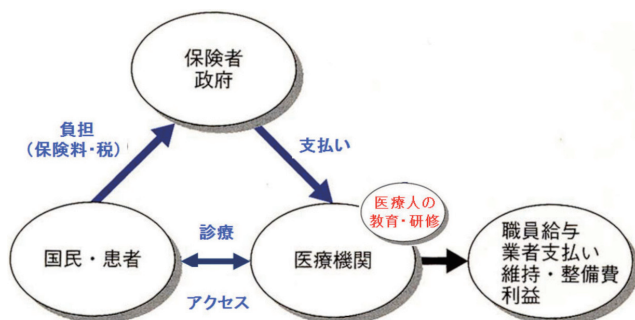 保険者
政府
負担
(保険料・税)
支払い
医療人の
教育・研修
診療
国民・患者
医療機関
アクセス
職員給与
業者支払い
維持・整備費
利益